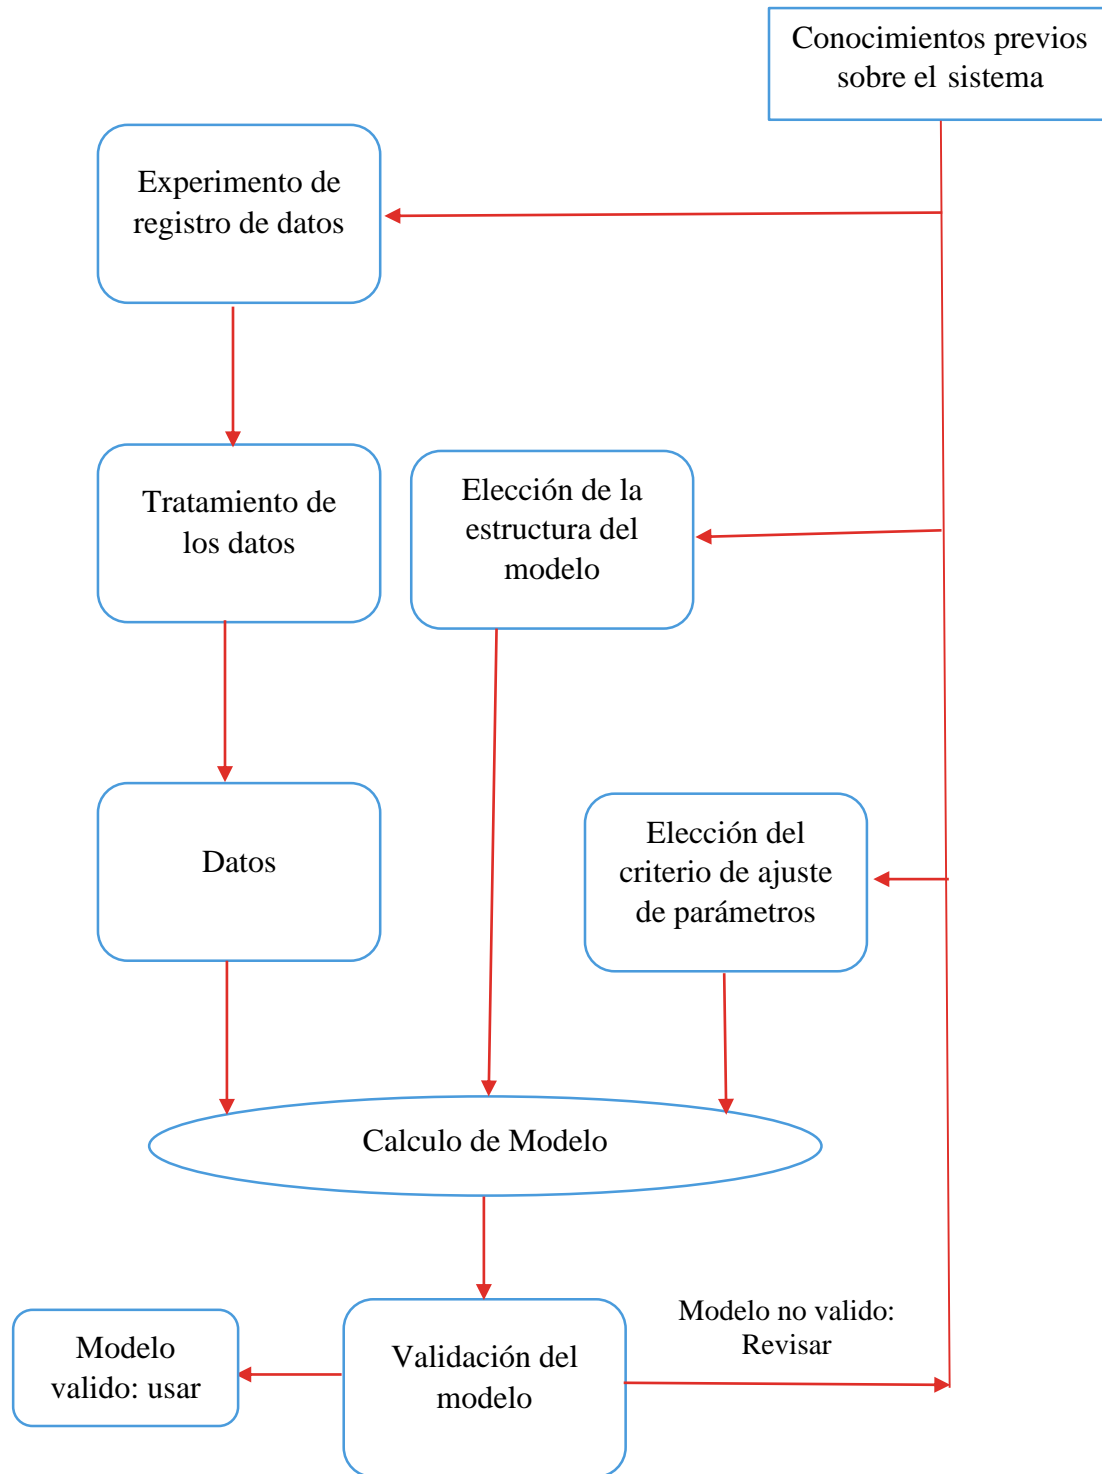 Conocimientos previos
sobre el sistema
Experimento de
registro de datos
Tratamiento de
los datos
Elección de la
estructura del
modelo
Datos
Elección del
criterio de ajuste
de parámetros
Calculo de Modelo
Modelo no valido:
Revisar
Modelo
valido: usar
Validación del
modelo